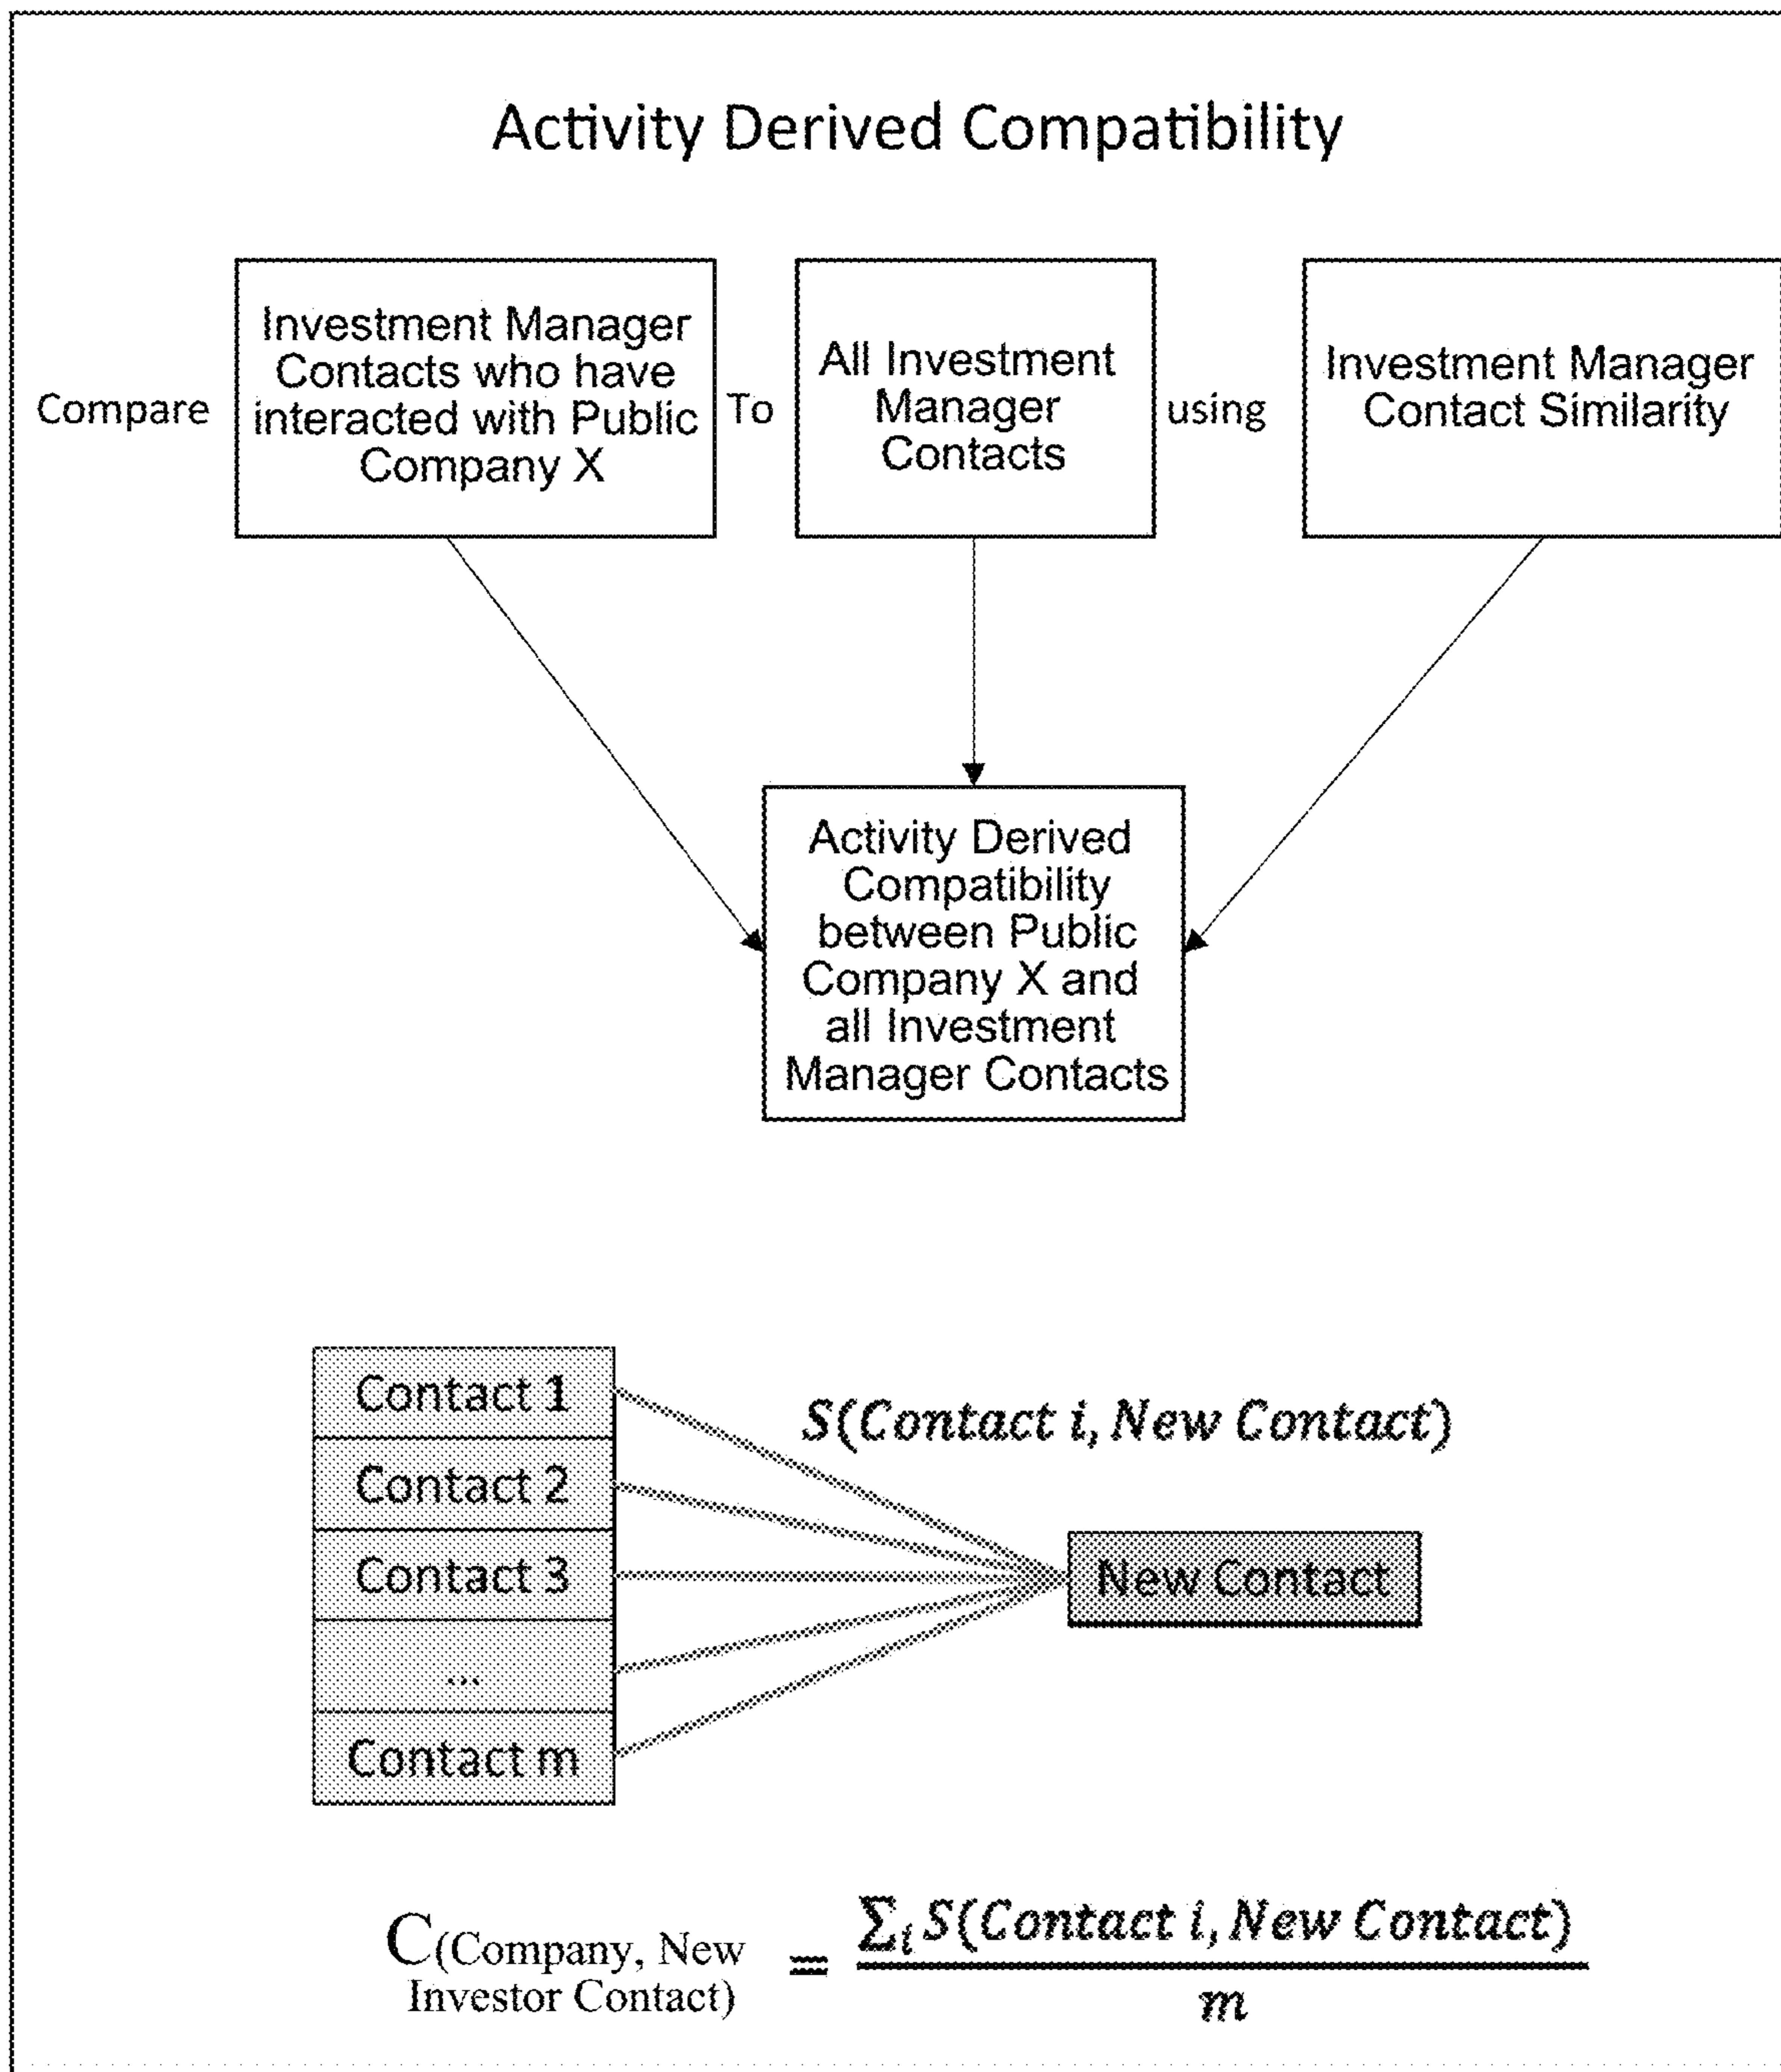 Activity Derived Compatibility
Compare
Investment Manager
Contacts who have
interacted with Public
Company X
To
All Investment
Manager
Contacts
using
Investment Manager
Contact Similarity
Activity Derived
Compatibility
between Public
Company X and
all Investment
Manager Contacts
Contact 1
Contact 2
Contact 3
...
Contact m
S(Contact i, New Contact)
New Contact
C(Company, New
Investor Contact)
=
∑i S(Contact i, New Contact)
m